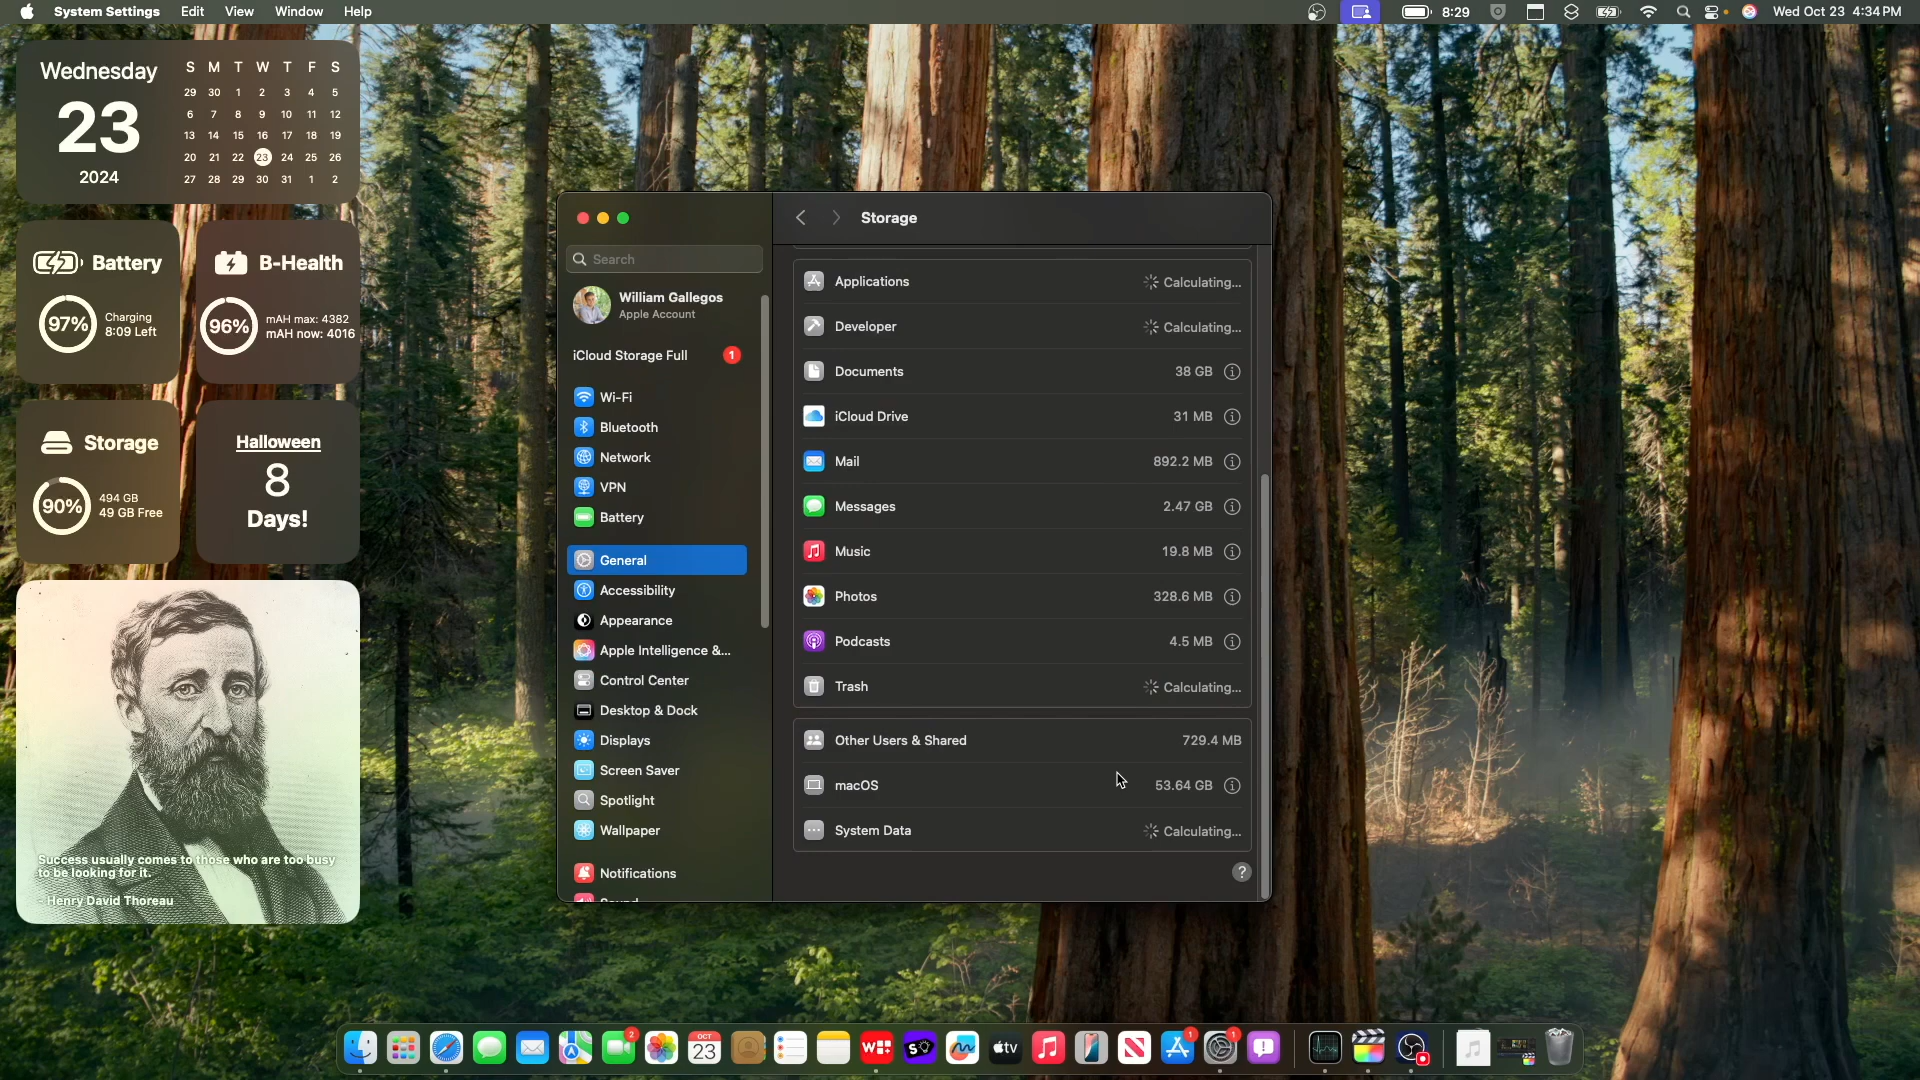 System Settings Edit View Window Help
8:29 Wed Oct 23 4:34 PM
Wednesday
23
2024
S M T W T F S
29 30 1 2 3 4 5
6 7 8 9 10 11 12
13 14 15 16 17 18 19
20 21 22 23 24 25 26
27 28 29 30 31 1 2
Battery
97%
Charging
8:09 Left
B-Health
96%
mAH max: 4382
mAH now: 4016
Storage
90%
494 GB
49 GB Free
Halloween
8
Days!
Success usually comes to those who are too busy
to be looking for it.
- Henry David Thoreau
Search
William Gallegos
Apple Account
iCloud Storage Full 1
Wi-Fi
Bluetooth
Network
VPN
Battery
General
Accessibility
Appearance
Apple Intelligence &...
Control Center
Desktop & Dock
Displays
Screen Saver
Spotlight
Wallpaper
Notifications
Sound
Storage
Applications Calculating...
Developer Calculating...
Documents 38 GB
iCloud Drive 31 MB
Mail 892.2 MB
Messages 2.47 GB
Music 19.8 MB
Photos 328.6 MB
Podcasts 4.5 MB
Trash Calculating...
Other Users & Shared 729.4 MB
macOS 53.64 GB
System Data Calculating...
?
2
OCT
23
tv
1
1